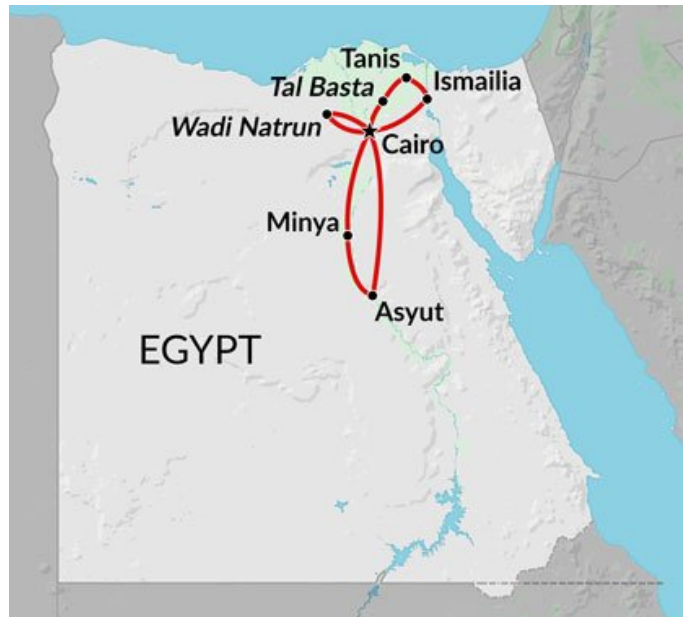 Tanis
Tal Basta
Ismailia
Wadi Natrun
Cairo
Minya
Asyut
EGYPT